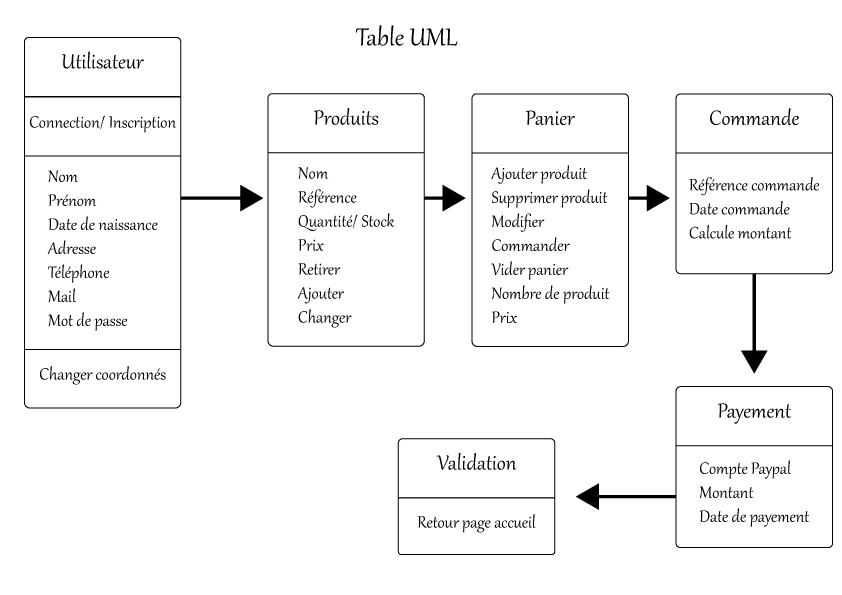 Table UML
Utilisateur
Connection/ Inscription
Nom
Prénom
Date de naissance
Adresse
Téléphone
Mail
Mot de passe
Changer coordonnés
Produits
Nom
Référence
Quantité/ Stock
Prix
Retirer
Ajouter
Changer
Panier
Ajouter produit
Supprimer produit
Modifier
Commander
Vider panier
Nombre de produit
Prix
Commande
Référence commande
Date commande
Calcule montant
Payement
Compte Paypal
Montant
Date de payement
Validation
Retour page accueil